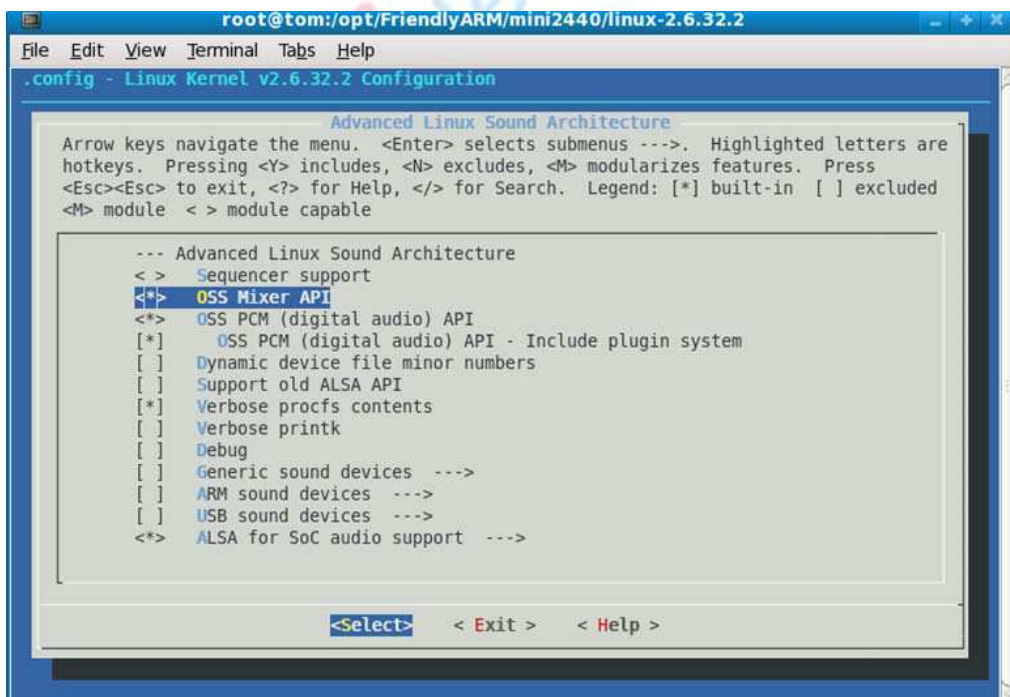 root@tom:/opt/FriendlyARM/mini2440/linux-2.6.32.2
File Edit View Terminal Tabs Help
.config - Linux Kernel v2.6.32.2 Configuration
Advanced Linux Sound Architecture
Arrow keys navigate the menu. <Enter> selects submenus --->. Highlighted letters are
hotkeys. Pressing <Y> includes, <N> excludes, <M> modularizes features. Press
<Esc><Esc> to exit, <?> for Help, </> for Search. Legend: [*] built-in [ ] excluded
<M> module < > module capable
--- Advanced Linux Sound Architecture
< > Sequencer support
<*> OSS Mixer API
<*> OSS PCM (digital audio) API
[*] OSS PCM (digital audio) API - Include plugin system
[ ] Dynamic device file minor numbers
[ ] Support old ALSA API
[*] Verbose procfs contents
[ ] Verbose printk
[ ] Debug
[ ] Generic sound devices --->
[ ] ARM sound devices --->
[ ] USB sound devices --->
<*> ALSA for SoC audio support --->
<Select> < Exit > < Help >